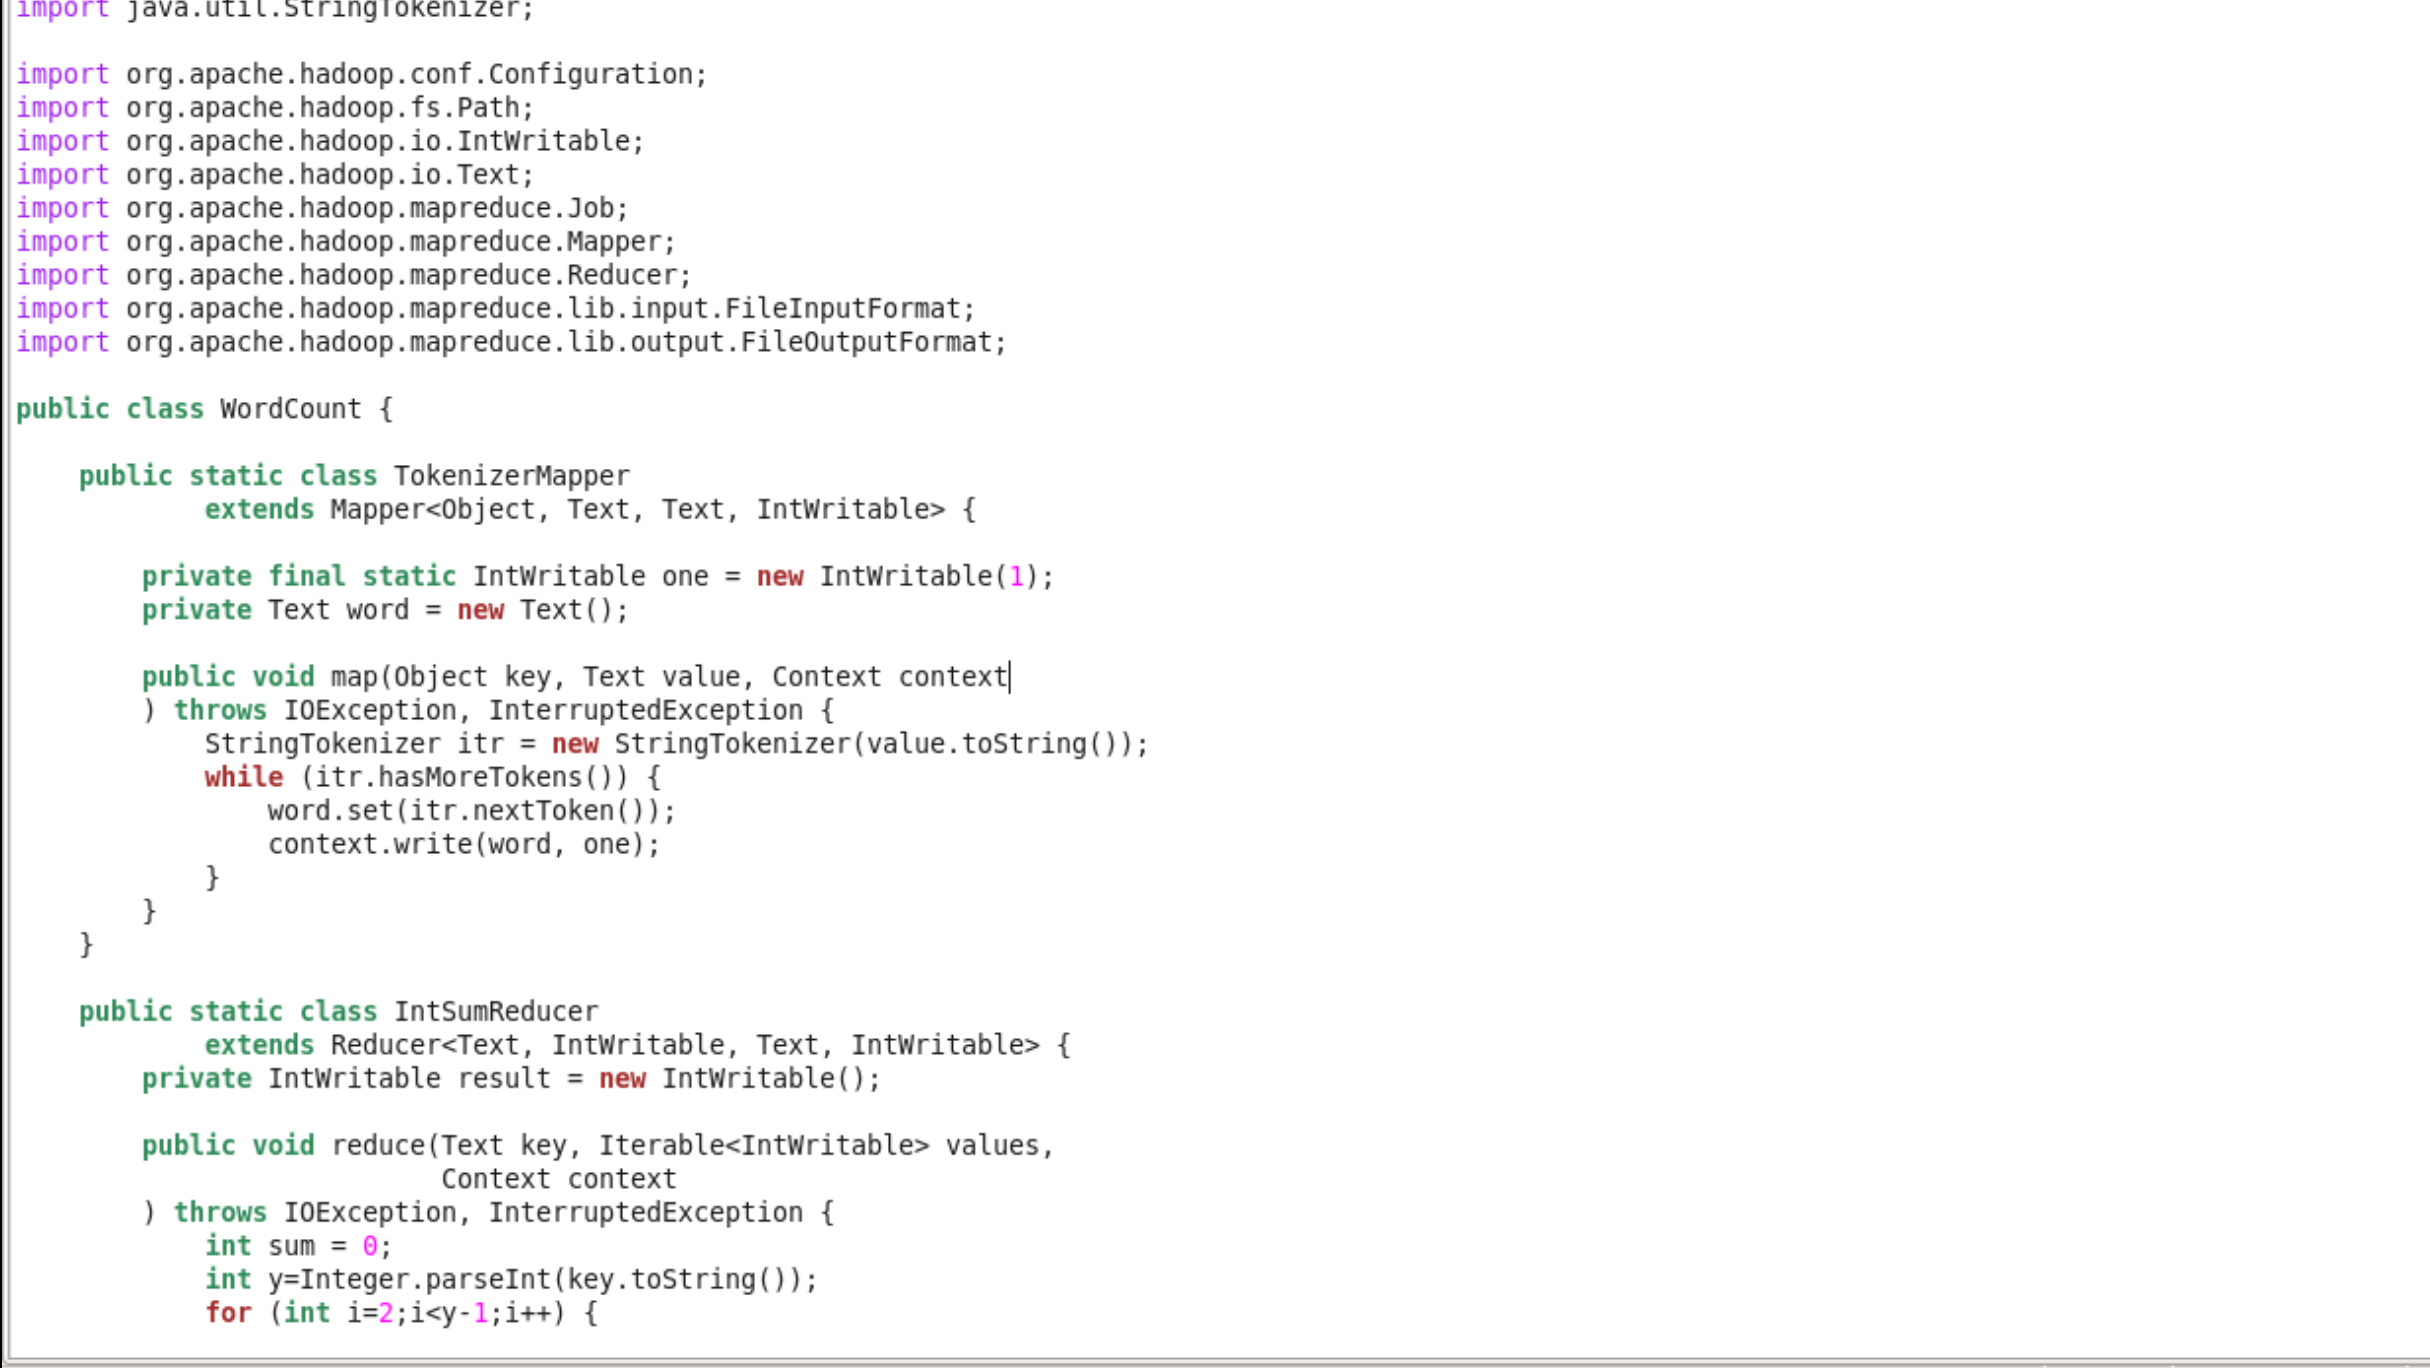 import java.util.StringTokenizer;
import org.apache.hadoop.conf.Configuration;
import org.apache.hadoop.fs.Path;
import org.apache.hadoop.io.IntWritable;
import org.apache.hadoop.io.Text;
import org.apache.hadoop.mapreduce.Job;
import org.apache.hadoop.mapreduce.Mapper;
import org.apache.hadoop.mapreduce.Reducer;
import org.apache.hadoop.mapreduce.lib.input.FileInputFormat;
import org.apache.hadoop.mapreduce.lib.output.FileOutputFormat;
public class WordCount {
    public static class TokenizerMapper
            extends Mapper<Object, Text, Text, IntWritable> {
        private final static IntWritable one = new IntWritable(1);
        private Text word = new Text();
        public void map(Object key, Text value, Context context
        ) throws IOException, InterruptedException {
            StringTokenizer itr = new StringTokenizer(value.toString());
            while (itr.hasMoreTokens()) {
                word.set(itr.nextToken());
                context.write(word, one);
            }
        }
    }
    public static class IntSumReducer
            extends Reducer<Text, IntWritable, Text, IntWritable> {
        private IntWritable result = new IntWritable();
        public void reduce(Text key, Iterable<IntWritable> values,
                           Context context
        ) throws IOException, InterruptedException {
            int sum = 0;
            int y=Integer.parseInt(key.toString());
            for (int i=2;i<y-1;i++) {